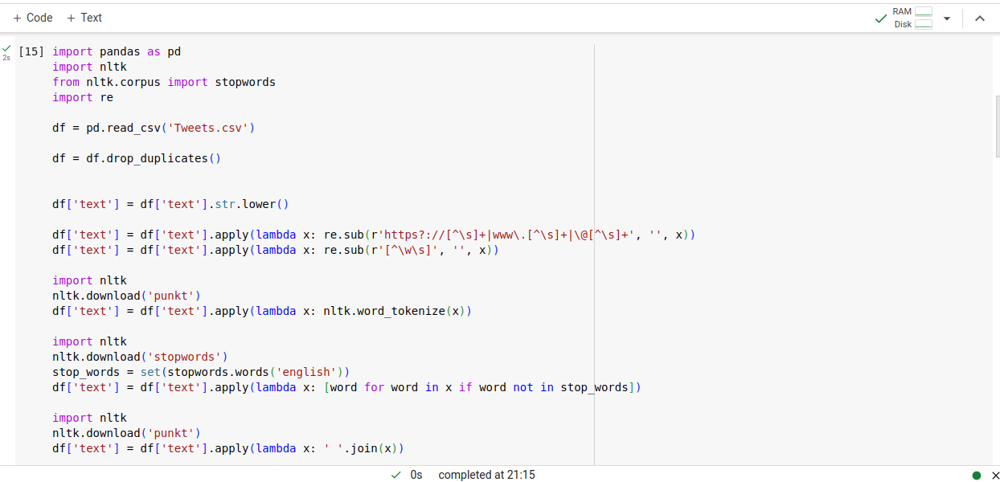 + Code + Text
RAM
Disk
2s
[15] import pandas as pd
import nltk
from nltk.corpus import stopwords
import re
df = pd.read_csv('Tweets.csv')
df = df.drop_duplicates()
df['text'] = df['text'].str.lower()
df['text'] = df['text'].apply(lambda x: re.sub(r'https?://[^\s]+|www\.[^\s]+|\@[^\s]+', '', x))
df['text'] = df['text'].apply(lambda x: re.sub(r'[^\w\s]', '', x))
import nltk
nltk.download('punkt')
df['text'] = df['text'].apply(lambda x: nltk.word_tokenize(x))
import nltk
nltk.download('stopwords')
stop_words = set(stopwords.words('english'))
df['text'] = df['text'].apply(lambda x: [word for word in x if word not in stop_words])
import nltk
nltk.download('punkt')
df['text'] = df['text'].apply(lambda x: ' '.join(x))
0s completed at 21:15